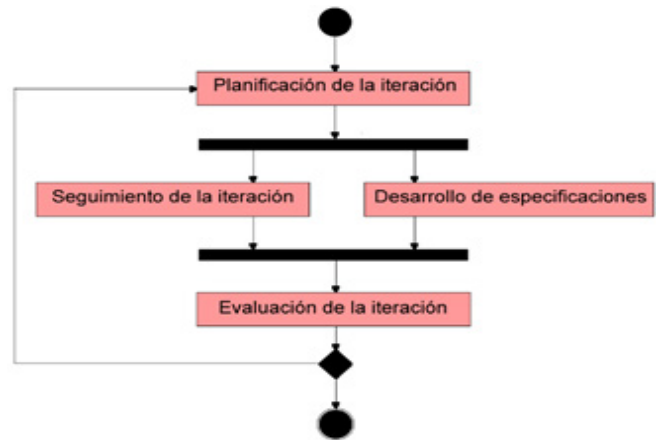 Planificación de la iteración
Seguimiento de la iteración
Desarrollo de especificaciones
Evaluación de la iteración